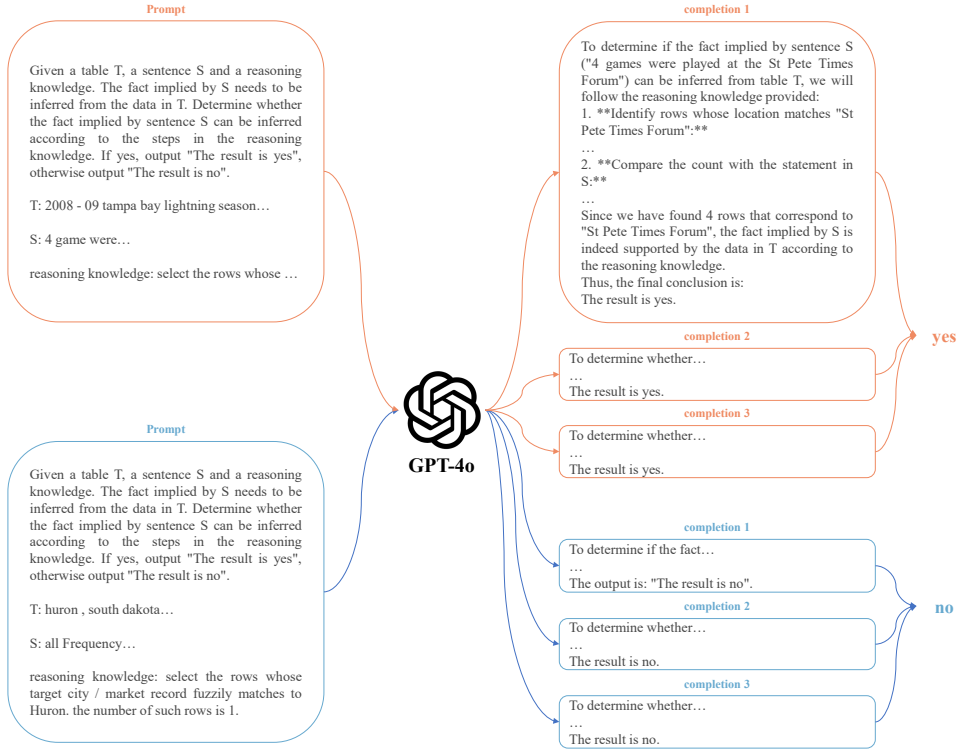 Prompt
Given a table T, a sentence S and a reasoning
knowledge. The fact implied by S needs to be
inferred from the data in T. Determine whether
the fact implied by sentence S can be inferred
according to the steps in the reasoning
knowledge. If yes, output "The result is yes",
otherwise output "The result is no".
T: 2008 - 09 tampa bay lightning season…
S: 4 game were…
reasoning knowledge: select the rows whose …
Prompt
Given a table T, a sentence S and a reasoning
knowledge. The fact implied by S needs to be
inferred from the data in T. Determine whether
the fact implied by sentence S can be inferred
according to the steps in the reasoning
knowledge. If yes, output "The result is yes",
otherwise output "The result is no".
T: huron , south dakota…
S: all Frequency…
reasoning knowledge: select the rows whose
target city / market record fuzzily matches to
Huron. the number of such rows is 1.
GPT-4o
completion 1
To determine if the fact implied by sentence S
("4 games were played at the St Pete Times
Forum") can be inferred from table T, we will
follow the reasoning knowledge provided:
1. **Identify rows whose location matches "St
Pete Times Forum":**
…
2. **Compare the count with the statement in
S:**
…
Since we have found 4 rows that correspond to
"St Pete Times Forum", the fact implied by S is
indeed supported by the data in T according to
the reasoning knowledge.
Thus, the final conclusion is:
The result is yes.
completion 2
To determine whether…
…
The result is yes.
completion 3
To determine whether…
…
The result is yes.
yes
completion 1
To determine if the fact…
…
The output is: "The result is no".
completion 2
To determine whether…
…
The result is no.
completion 3
To determine whether…
…
The result is no.
no